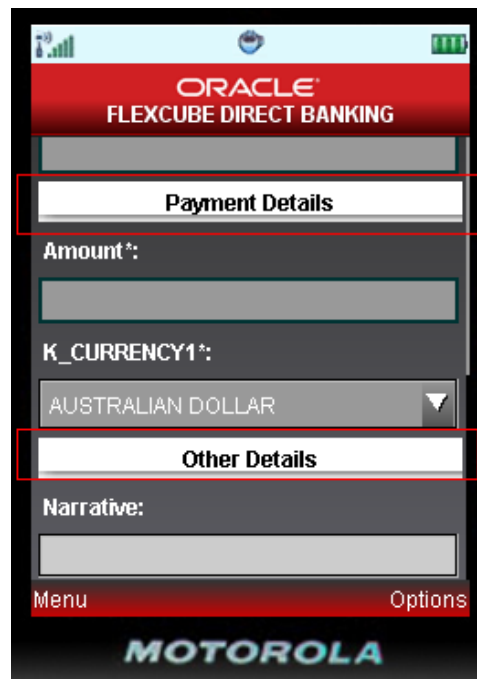 ORACLE
FLEXCUBE DIRECT BANKING
Payment Details
Amount*:
K_CURRENCY1*:
AUSTRALIAN DOLLAR
Other Details
Narrative:
Menu Options
MOTOROLA